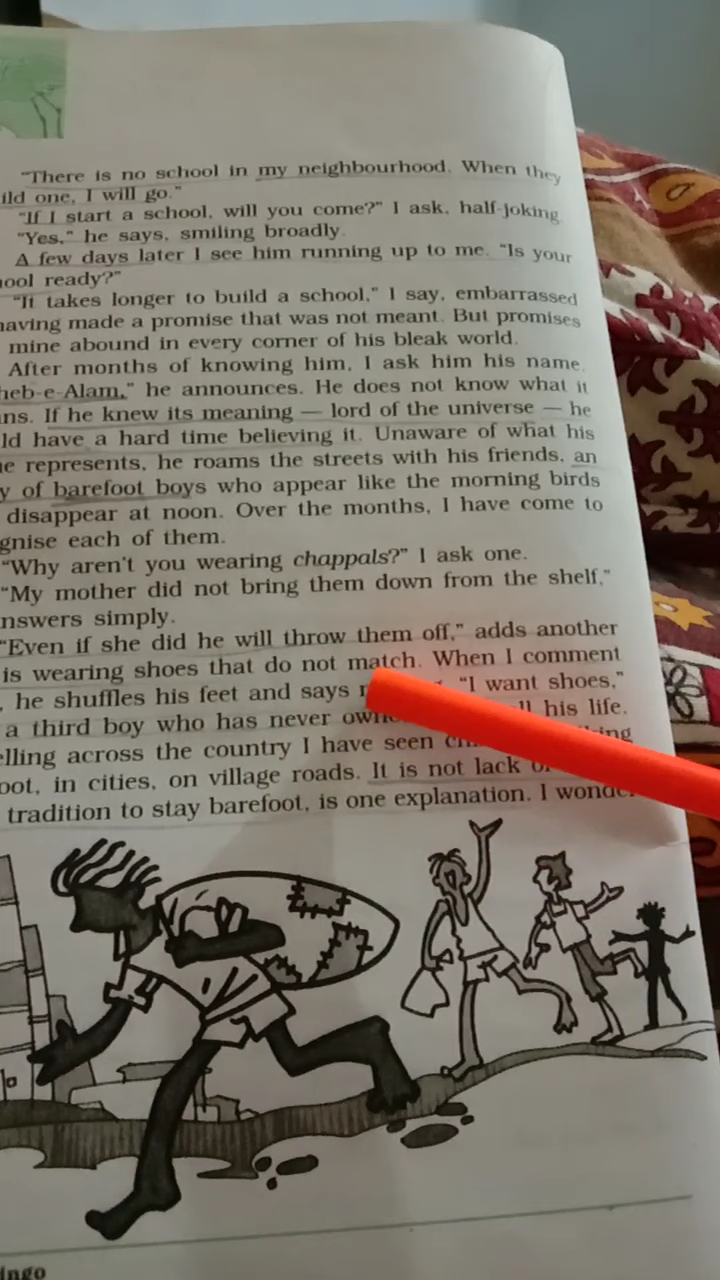 "There is no school in my neighbourhood. When they
ild one, I will go."
"If I start a school, will you come?" I ask, half-joking.
"Yes," he says, smiling broadly.
A few days later I see him running up to me. "Is your
ool ready?"
"It takes longer to build a school," I say, embarrassed
having made a promise that was not meant. But promises
mine abound in every corner of his bleak world.
After months of knowing him, I ask him his name.
heb-e-Alam," he announces. He does not know what it
ns. If he knew its meaning — lord of the universe — he
ld have a hard time believing it. Unaware of what his
e represents, he roams the streets with his friends, an
y of barefoot boys who appear like the morning birds
disappear at noon. Over the months, I have come to
gnise each of them.
"Why aren't you wearing chappals?" I ask one.
"My mother did not bring them down from the shelf,"
nswers simply.
"Even if she did he will throw them off," adds another
is wearing shoes that do not match. When I comment
, he shuffles his feet and says "I want shoes,"
a third boy who has never all his life.
elling across the country I have seen
oot, in cities, on village roads. It is not lack
tradition to stay barefoot, is one explanation. I wonder
ingo